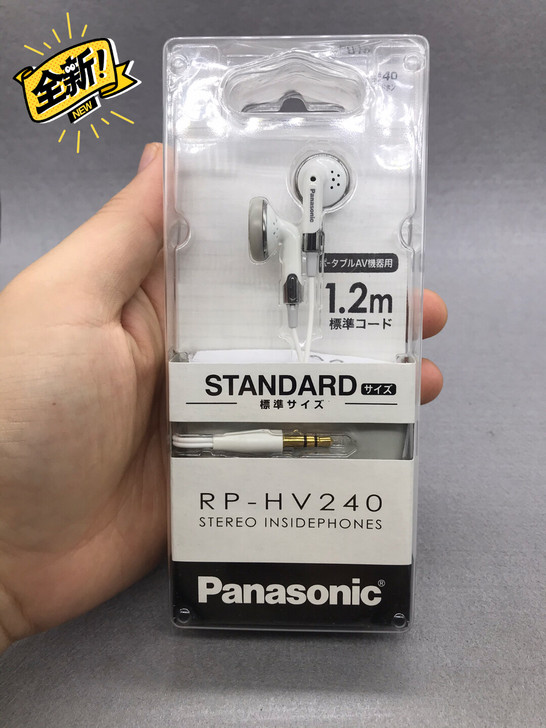 全新!
NEW
240
Panasonic
ータブルAV機器用
1.2m
標準コード
STANDARD サイズ
標準サイズ
RP-HV240
STEREO INSIDEPHONES
Panasonic®